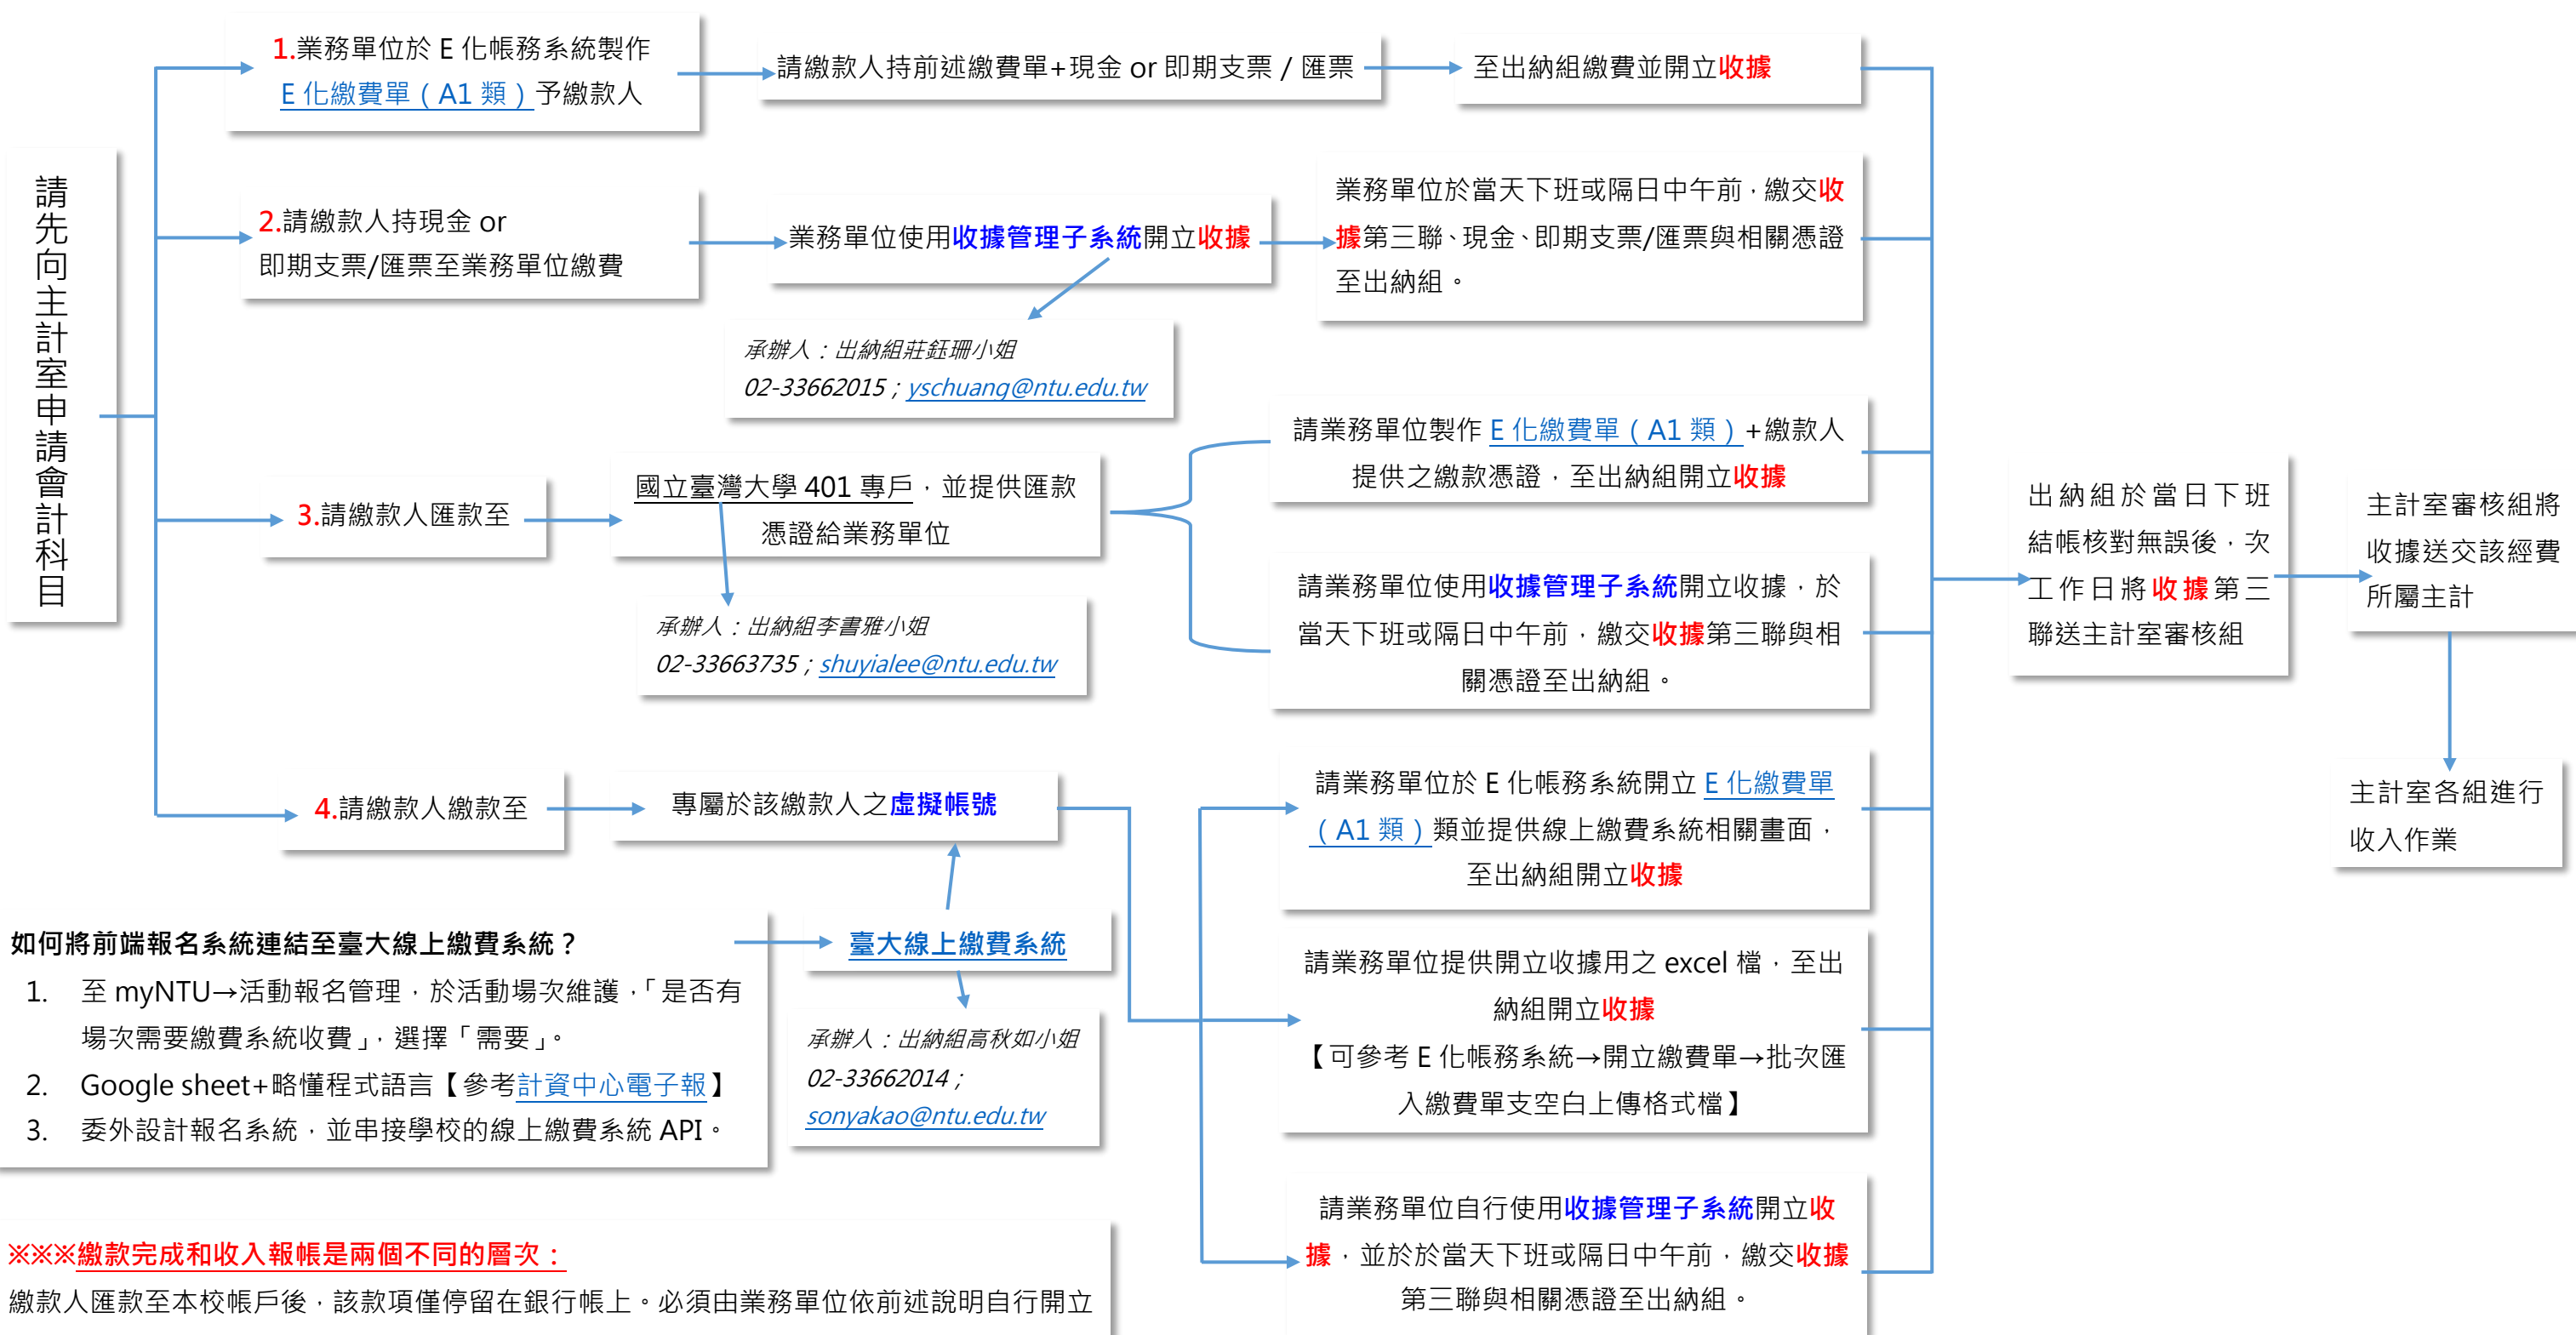 請先向主計室申請會計科目
1.業務單位於 E 化帳務系統製作
E 化繳費單（A1 類）予繳款人
請繳款人持前述繳費單+現金 or 即期支票 / 匯票
至出納組繳費並開立收據
2.請繳款人持現金 or
即期支票/匯票至業務單位繳費
業務單位使用收據管理子系統開立收據
業務單位於當天下班或隔日中午前，繳交收
據第三聯、現金、即期支票/匯票與相關憑證
至出納組。
承辦人：出納組莊鈺珊小姐
02-33662015；yschuang@ntu.edu.tw
3.請繳款人匯款至
國立臺灣大學 401 專戶，並提供匯款
憑證給業務單位
承辦人：出納組李書雅小姐
02-33663735；shuyialee@ntu.edu.tw
請業務單位製作 E 化繳費單（A1 類）+繳款人
提供之繳款憑證，至出納組開立收據
請業務單位使用收據管理子系統開立收據，於
當天下班或隔日中午前，繳交收據第三聯與相
關憑證至出納組。
4.請繳款人繳款至
專屬於該繳款人之虛擬帳號
臺大線上繳費系統
承辦人：出納組高秋如小姐
02-33662014；
sonyakao@ntu.edu.tw
請業務單位於 E 化帳務系統開立 E 化繳費單
（A1 類）類並提供線上繳費系統相關畫面，
至出納組開立收據
請業務單位提供開立收據用之 excel 檔，至出
納組開立收據
【可參考 E 化帳務系統→開立繳費單→批次匯
入繳費單支空白上傳格式檔】
請業務單位自行使用收據管理子系統開立收
據，並於於當天下班或隔日中午前，繳交收據
第三聯與相關憑證至出納組。
出納組於當日下班
結帳核對無誤後，次
工作日將收據第三
聯送主計室審核組
主計室審核組將
收據送交該經費
所屬主計
主計室各組進行
收入作業
如何將前端報名系統連結至臺大線上繳費系統？
1. 至 myNTU→活動報名管理，於活動場次維護，「是否有
場次需要繳費系統收費」，選擇「需要」。
2. Google sheet+略懂程式語言【參考計資中心電子報】
3. 委外設計報名系統，並串接學校的線上繳費系統 API。
※※※繳款完成和收入報帳是兩個不同的層次：
繳款人匯款至本校帳戶後，該款項僅停留在銀行帳上。必須由業務單位依前述說明自行開立